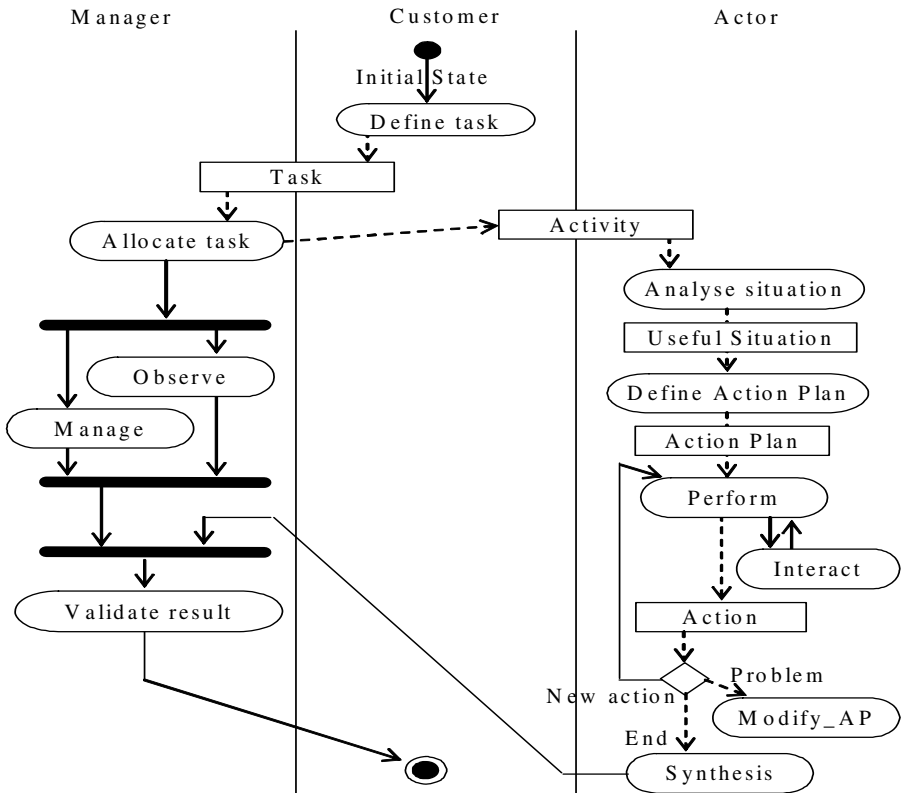 Manager
Customer
Actor
Initial State
Define task
Task
Allocate task
Activity
Analyse situation
Useful Situation
Observe
Define Action Plan
Manage
Action Plan
Perform
Interact
Validate result
Action
Problem
New action
Modify_AP
End
Synthesis